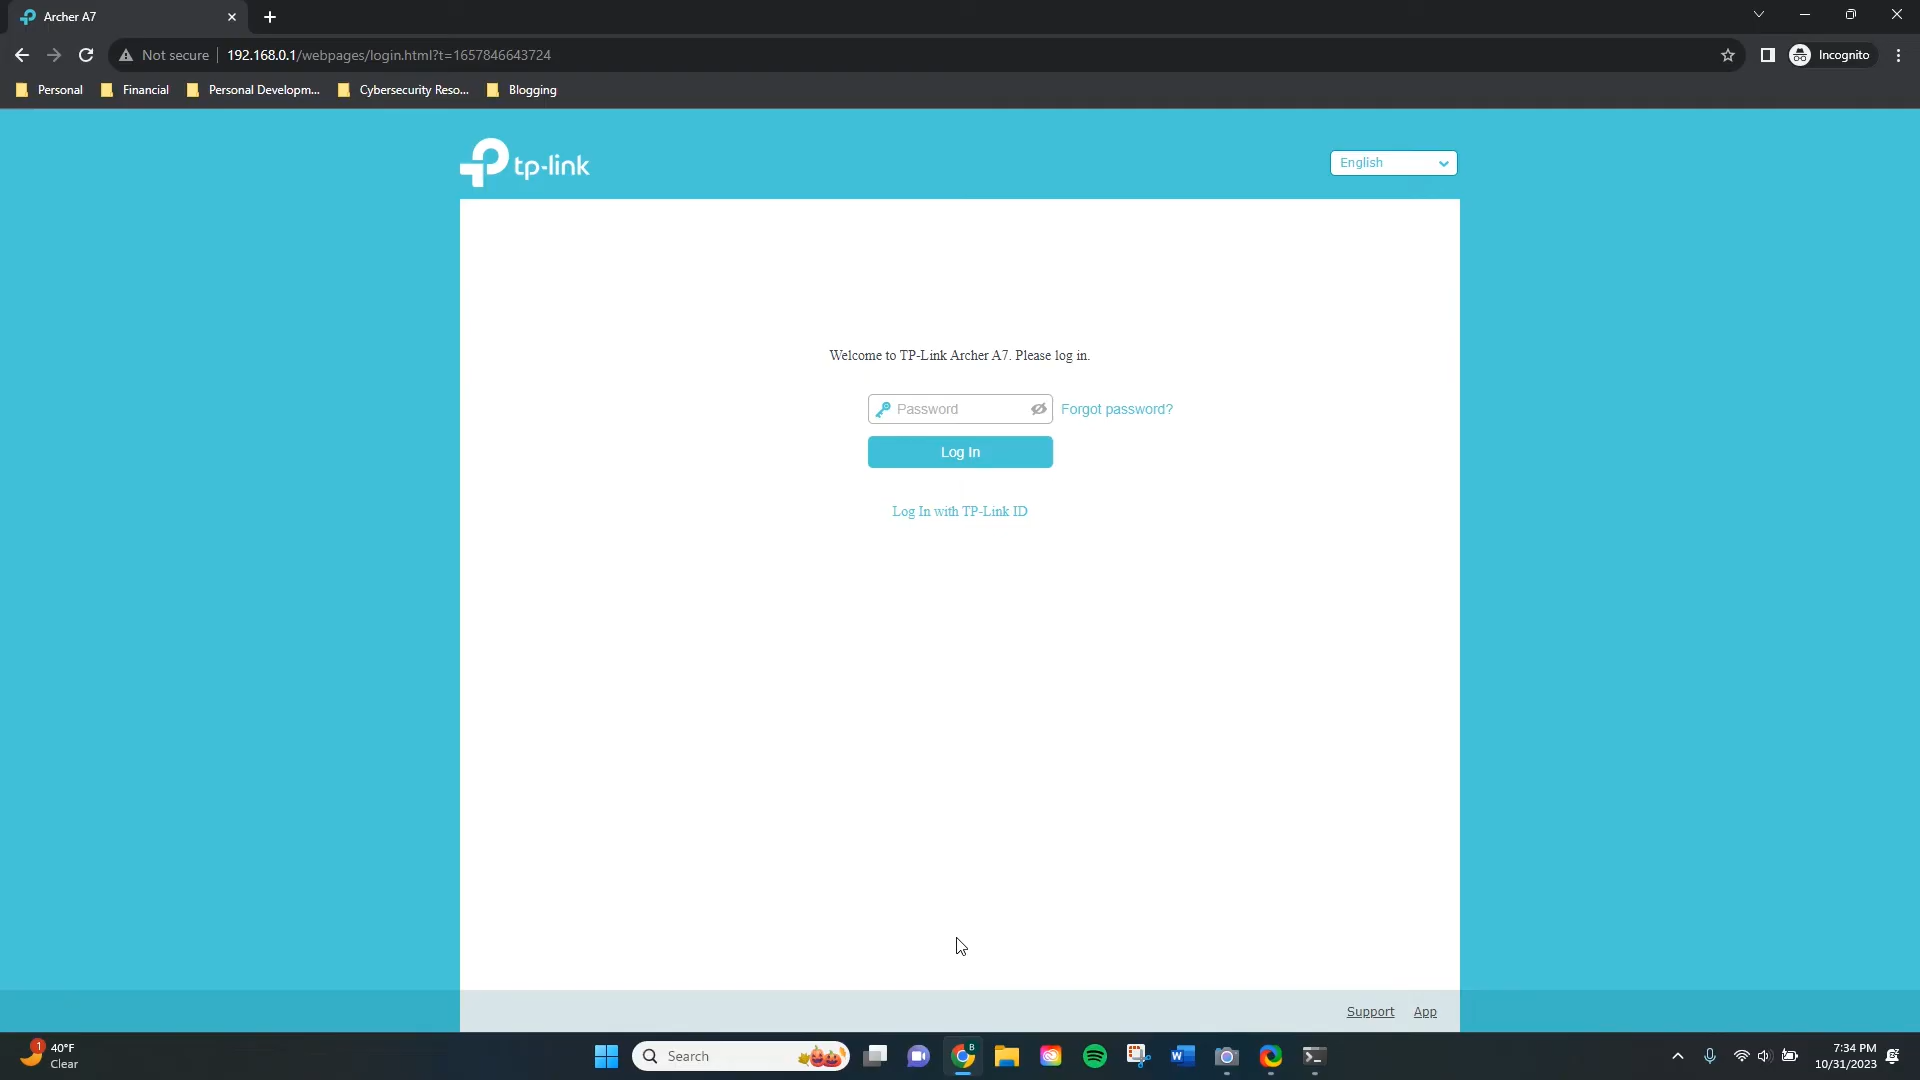 Archer A7
Not secure 192.168.0.1/webpages/login.html?t=1657846643724 Incognito
Personal Financial Personal Developm... Cybersecurity Reso... Blogging
tp-link
English
Welcome to TP-Link Archer A7. Please log in.
Password Forgot password?
Log In
Log In with TP-Link ID
Support App
1 40°F
Clear
Search
B
W
7:34 PM
10/31/2023